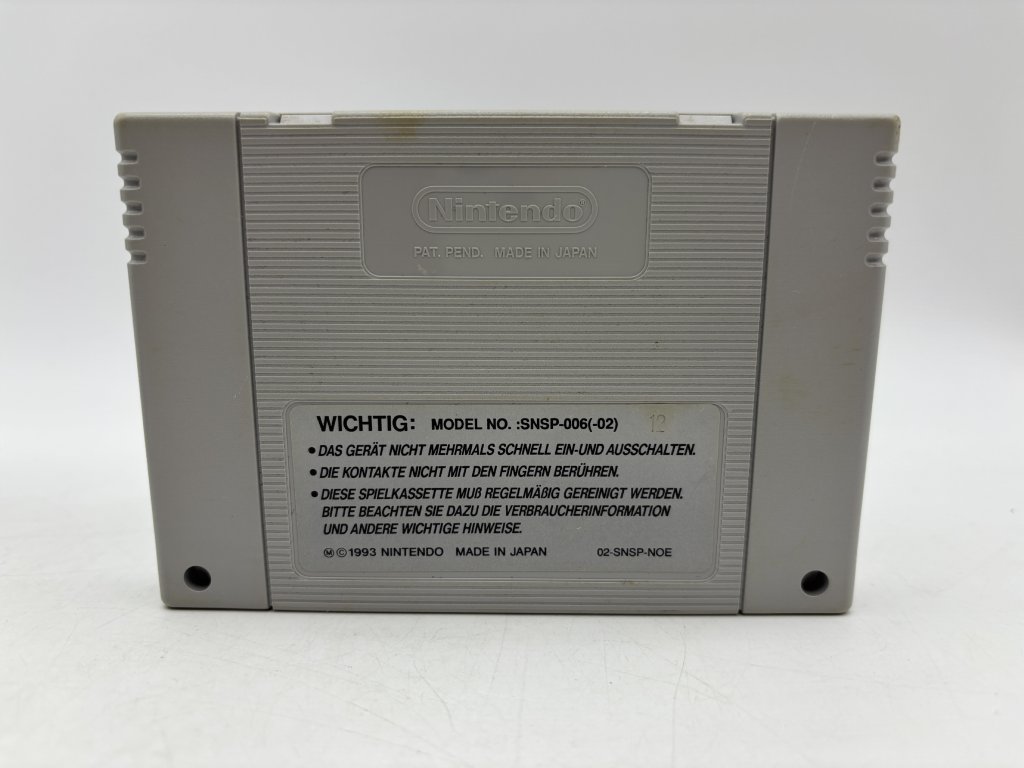 Nintendo®
PAT. PEND. MADE IN JAPAN
WICHTIG: MODEL NO. :SNSP-006(-02) 12
• DAS GERÄT NICHT MEHRMALS SCHNELL EIN-UND AUSSCHALTEN.
• DIE KONTAKTE NICHT MIT DEN FINGERN BERÜHREN.
• DIESE SPIELKASSETTE MUß REGELMÄßIG GEREINIGT WERDEN.
BITTE BEACHTEN SIE DAZU DIE VERBRAUCHERINFORMATION
UND ANDERE WICHTIGE HINWEISE.
Ⓜ©1993 NINTENDO MADE IN JAPAN 02-SNSP-NOE